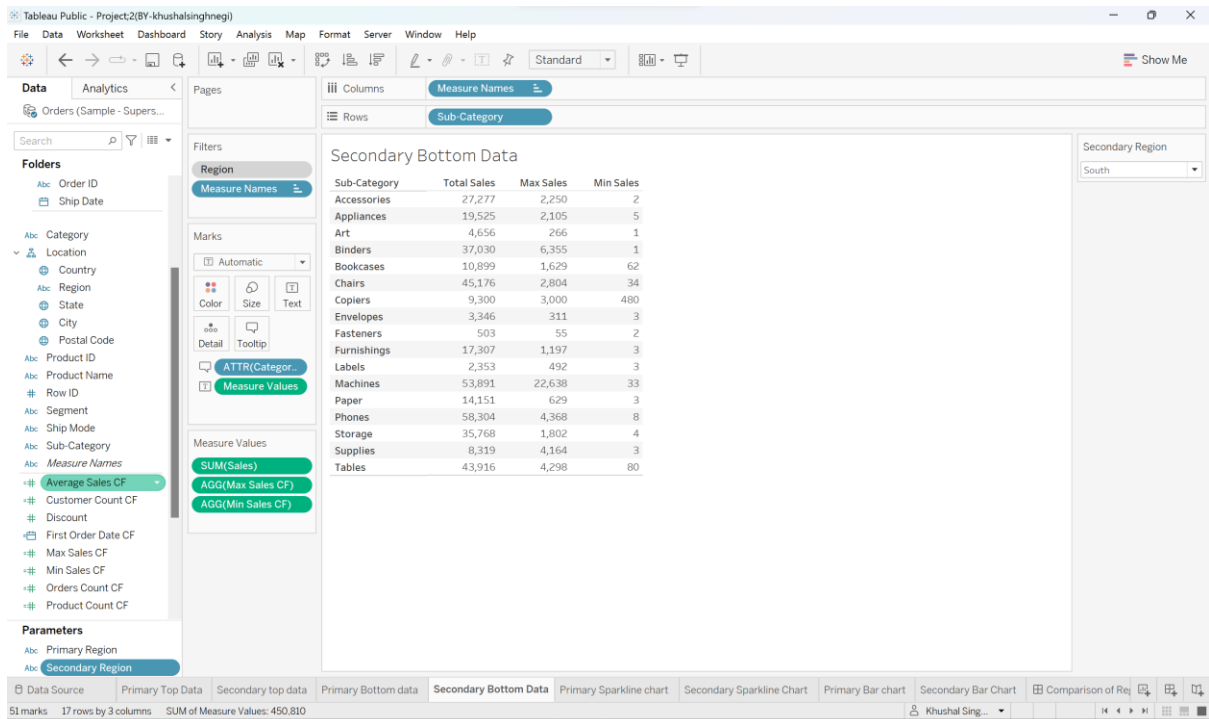 Tableau Public - Project;2(BY-khushalsinghnegi)
File Data Worksheet Dashboard Story Analysis Map Format Server Window Help
Standard
Show Me
Data Analytics
Orders (Sample - Supers...
Search
Folders
Abc Order ID
Ship Date
Abc Category
Location
Country
Abc Region
State
City
Postal Code
Abc Product ID
Abc Product Name
# Row ID
Abc Segment
Abc Ship Mode
Abc Sub-Category
Abc Measure Names
=# Average Sales CF
=# Customer Count CF
# Discount
First Order Date CF
=# Max Sales CF
=# Min Sales CF
=# Orders Count CF
=# Product Count CF
Parameters
Abc Primary Region
Abc Secondary Region
Pages
Filters
Region
Measure Names
Marks
Automatic
Color Size Text
Detail Tooltip
ATTR(Categor..
Measure Values
Measure Values
SUM(Sales)
AGG(Max Sales CF)
AGG(Min Sales CF)
Columns Measure Names
Rows Sub-Category
Secondary Bottom Data
Sub-Category Total Sales Max Sales Min Sales
Accessories 27,277 2,250 2
Appliances 19,525 2,105 5
Art 4,656 266 1
Binders 37,030 6,355 1
Bookcases 10,899 1,629 62
Chairs 45,176 2,804 34
Copiers 9,300 3,000 480
Envelopes 3,346 311 3
Fasteners 503 55 2
Furnishings 17,307 1,197 3
Labels 2,353 492 3
Machines 53,891 22,638 33
Paper 14,151 629 3
Phones 58,304 4,368 8
Storage 35,768 1,802 4
Supplies 8,319 4,164 3
Tables 43,916 4,298 80
Secondary Region
South
Data Source Primary Top Data Secondary top data Primary Bottom data Secondary Bottom Data Primary Sparkline chart Secondary Sparkline Chart Primary Bar chart Secondary Bar Chart Comparison of Re
51 marks 17 rows by 3 columns SUM of Measure Values: 450,810
Khushal Sing...